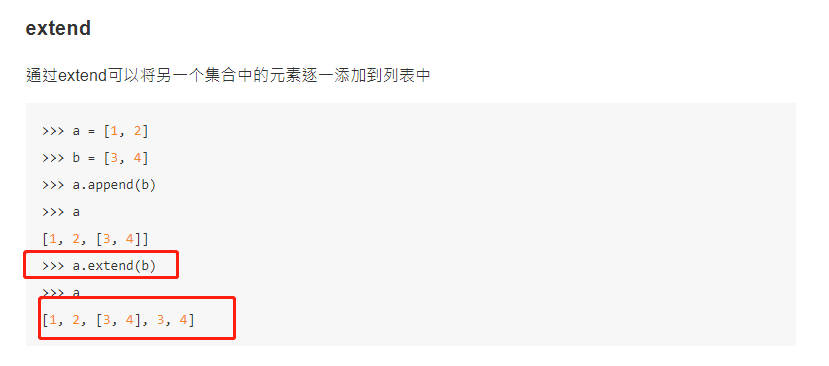 extend
通过extend可以将另一个集合中的元素逐一添加到列表中
>>> a = [1, 2]
>>> b = [3, 4]
>>> a.append(b)
>>> a
[1, 2, [3, 4]]
>>> a.extend(b)
>>> a
[1, 2, [3, 4], 3, 4]